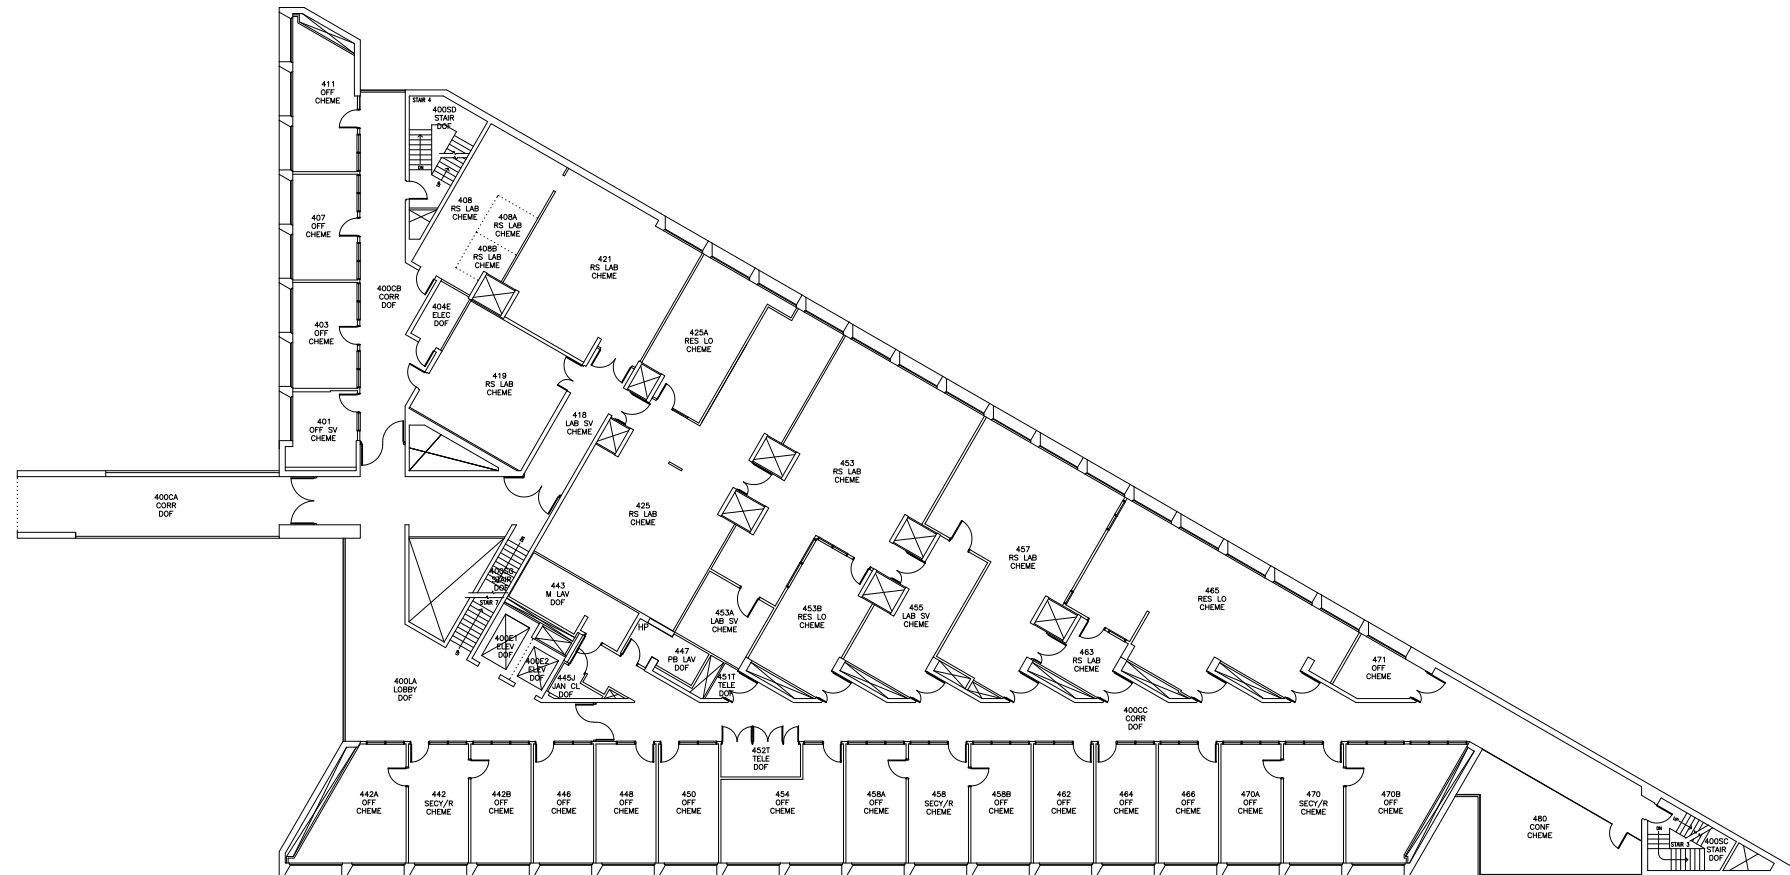 411
OFF
CHEME
STAIR 4
400SD
STAIR
DOF
DN
408
RS LAB
CHEME
408A
RS LAB
CHEME
407
OFF
CHEME
408B
RS LAB
CHEME
421
RS LAB
CHEME
400CB
CORR
DOF
404E
ELEC
DOF
403
OFF
CHEME
425A
RES LO
CHEME
419
RS LAB
CHEME
401
OFF SV
CHEME
418
LAB SV
CHEME
453
RS LAB
CHEME
400CA
CORR
DOF
425
RS LAB
CHEME
457
RS LAB
CHEME
400SG
STAIR
DOF
STAIR 7
443
M LAV
DOF
465
RES LO
CHEME
453A
LAB SV
CHEME
453B
RES LO
CHEME
455
LAB SV
CHEME
HP
400E1
ELEV
DOF
400E2
ELEV
DOF
447
PB LAV
DOF
463
RS LAB
CHEME
471
OFF
CHEME
445J
JAN CL
DOF
451T
TELE
DOF
400LA
LOBBY
DOF
400CC
CORR
DOF
452T
TELE
DOF
442A
OFF
CHEME
442
SECY/R
CHEME
442B
OFF
CHEME
446
OFF
CHEME
448
OFF
CHEME
450
OFF
CHEME
454
OFF
CHEME
458A
OFF
CHEME
458
SECY/R
CHEME
458B
OFF
CHEME
462
OFF
CHEME
464
OFF
CHEME
466
OFF
CHEME
470A
OFF
CHEME
470
SECY/R
CHEME
470B
OFF
CHEME
480
CONF
CHEME
DN
UP
STAIR 3
400SC
STAIR
DOF